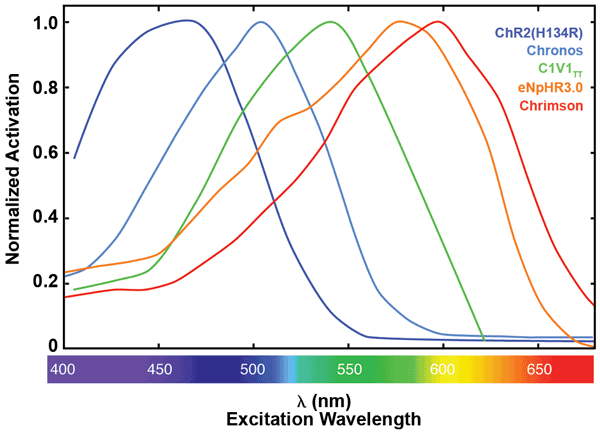 1.0
0.8
0.6
0.4
0.2
0
Normalized Activation
ChR2(H134R)
Chronos
C1V1ττ
eNpHR3.0
Chrimson
400 450 500 550 600 650
λ (nm)
Excitation Wavelength